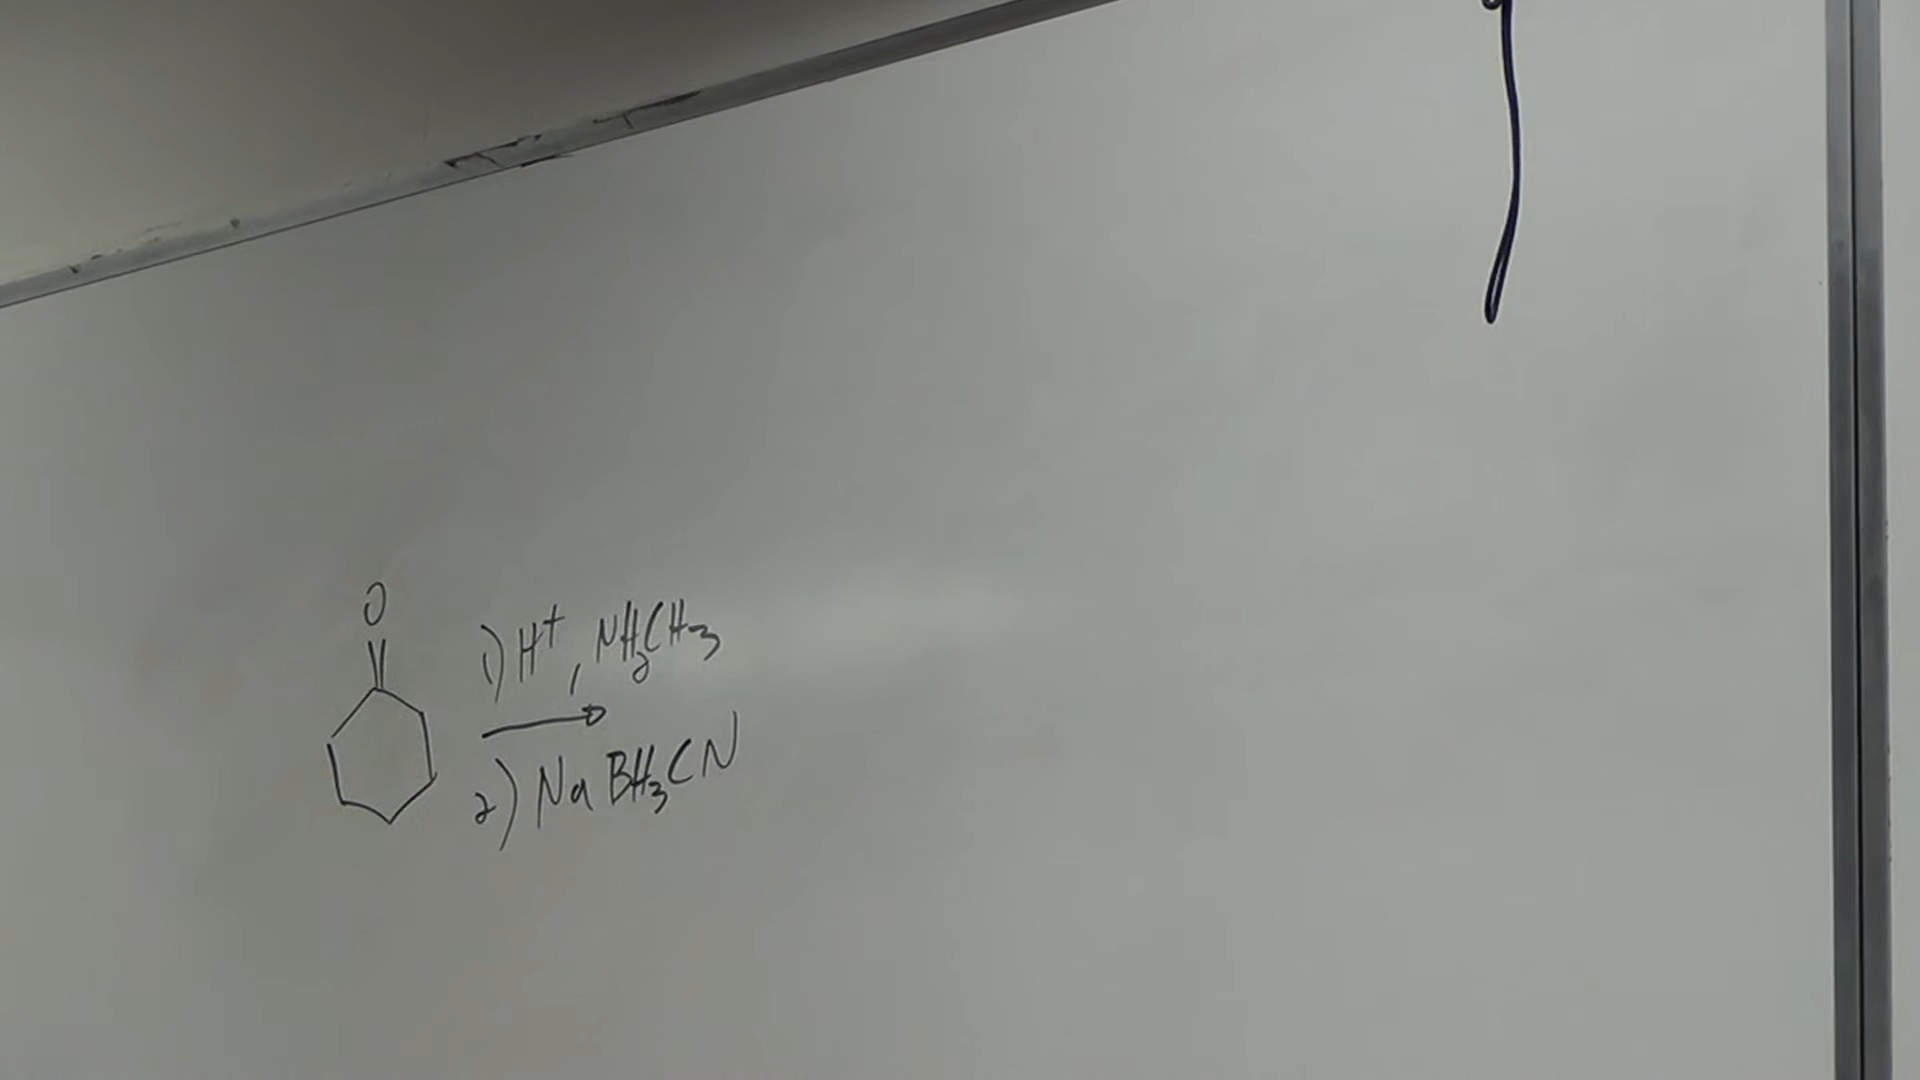 O
1) H+, NH2CH3
2) NaBH3CN